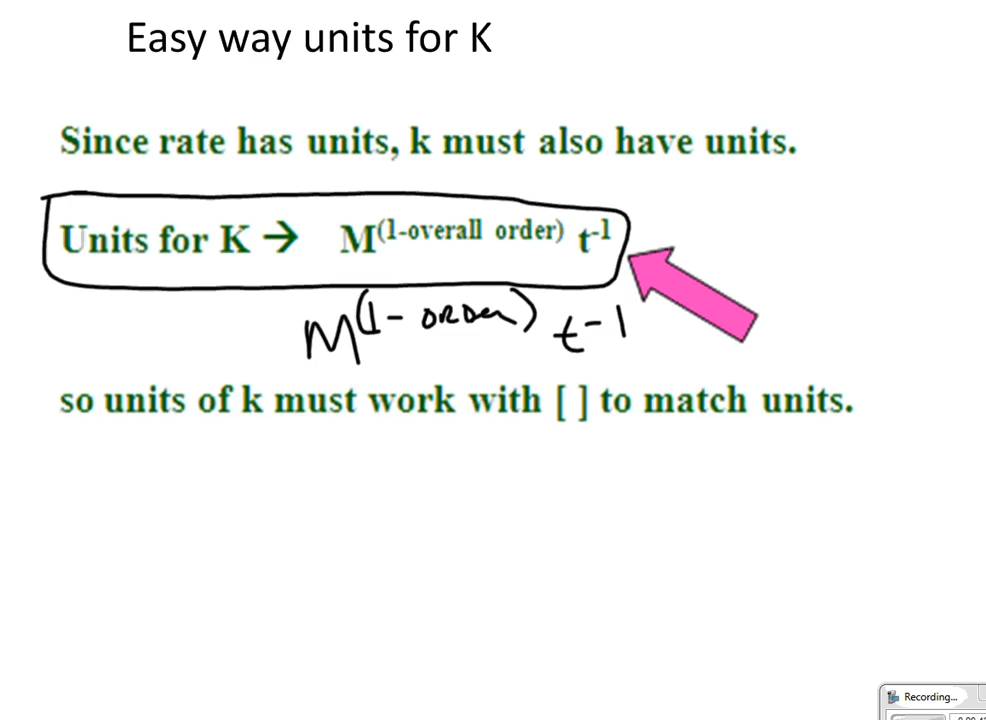 Easy way units for K
Since rate has units, k must also have units.
Units for K → M(1-overall order) t-1
M(1- ORDER) t-1
so units of k must work with [ ] to match units.
Recording...